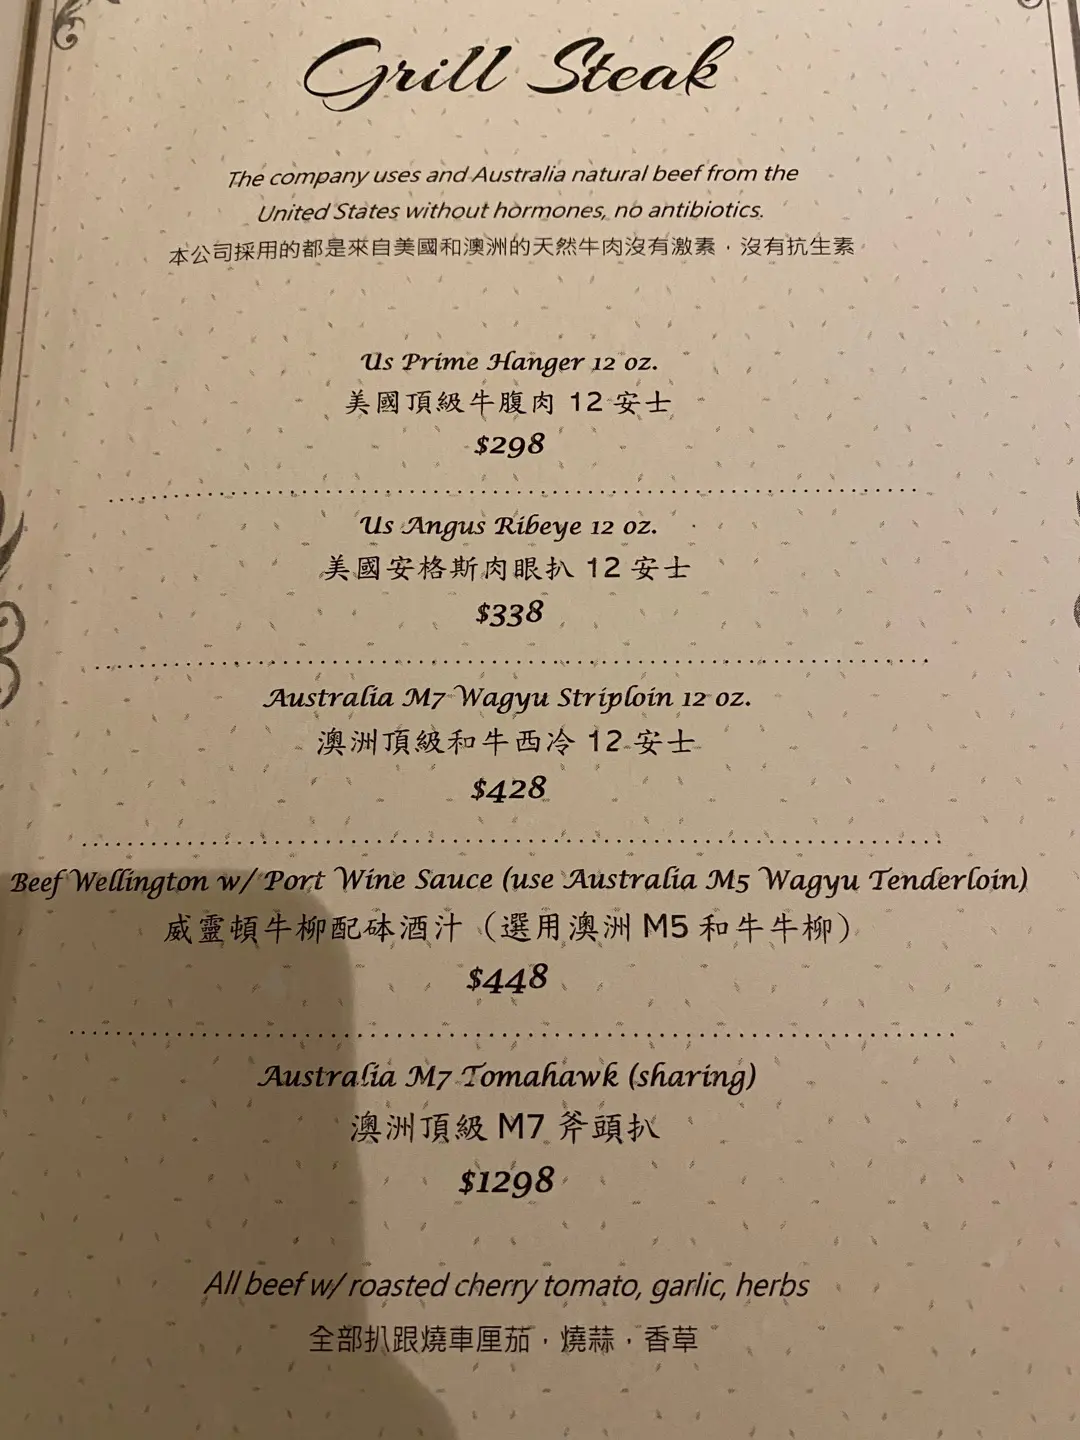 Grill Steak
The company uses and Australia natural beef from the
United States without hormones, no antibiotics.
本公司採用的都是來自美國和澳洲的天然牛肉沒有激素，沒有抗生素
Us Prime Hanger 12 oz.
美國頂級牛腹肉 12 安士
$298
Us Angus Ribeye 12 oz.
美國安格斯肉眼扒 12 安士
$338
Australia M7 Wagyu Striploin 12 oz.
澳洲頂級和牛西冷 12 安士
$428
Beef Wellington w/ Port Wine Sauce (use Australia M5 Wagyu Tenderloin)
威靈頓牛柳配砵酒汁（選用澳洲 M5 和牛牛柳）
$448
Australia M7 Tomahawk (sharing)
澳洲頂級 M7 斧頭扒
$1298
All beef w/ roasted cherry tomato, garlic, herbs
全部扒跟燒車厘茄，燒蒜，香草